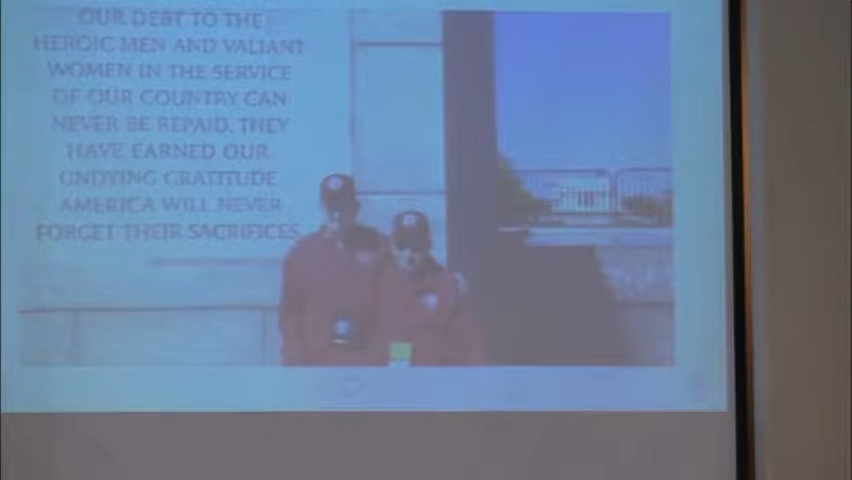 OUR DEBT TO THE
HEROIC MEN AND VALIANT
WOMEN IN THE SERVICE
OF OUR COUNTRY CAN
NEVER BE REPAID. THEY
HAVE EARNED OUR
UNDYING GRATITUDE
AMERICA WILL NEVER
FORGET THEIR SACRIFICES